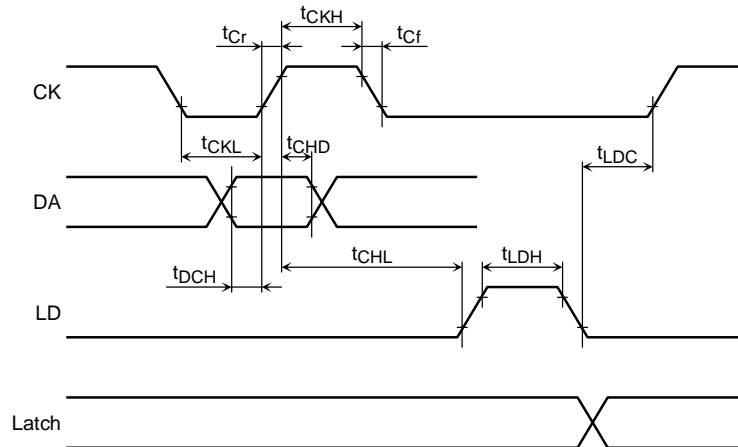 tCKH
tCr
tCf
CK
tCKL
tCHD
tLDC
DA
tCHL
tLDH
tDCH
LD
Latch